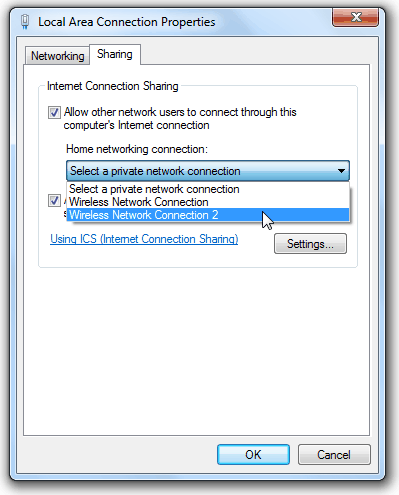 Local Area Connection Properties
Networking
Sharing
Internet Connection Sharing
Allow other network users to connect through this
computer's Internet connection
Home networking connection:
Select a private network connection
Select a private network connection
Wireless Network Connection
Wireless Network Connection 2
Using ICS (Internet Connection Sharing)
Settings...
OK
Cancel